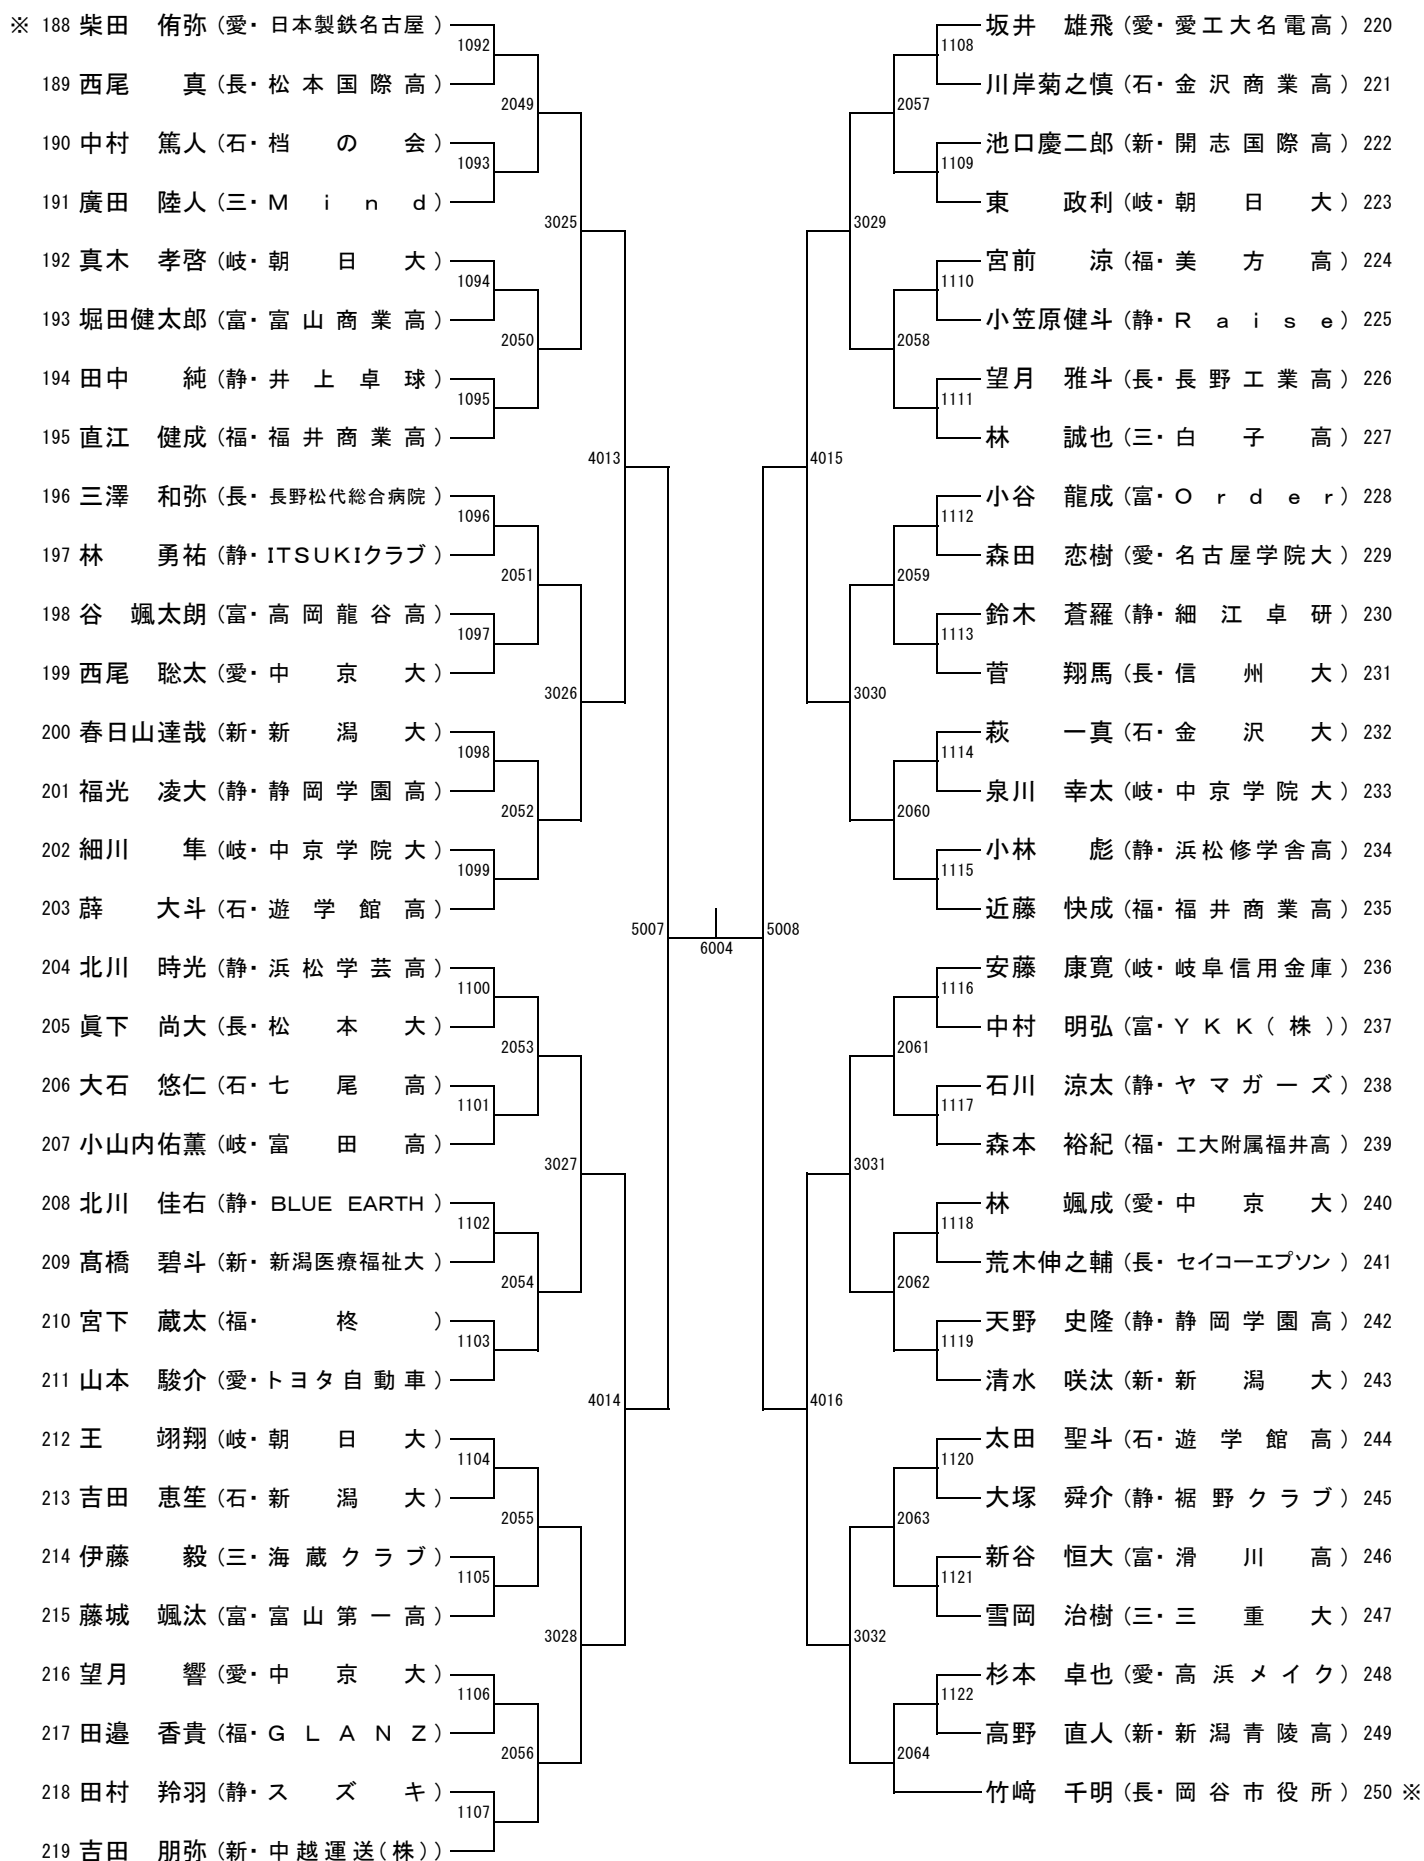 ※ 188 柴田 侑弥 (愛・日本製鉄名古屋)
1092
189 西尾 真 (長・松本国際高)
2049
190 中村 篤人 (石・档の会)
1093
191 廣田 陸人 (三・Mind)
3025
192 真木 孝啓 (岐・朝日大)
1094
193 堀田健太郎 (富・富山商業高)
2050
194 田中 純 (静・井上卓球)
1095
195 直江 健成 (福・福井商業高)
4013
196 三澤 和弥 (長・長野松代総合病院)
1096
197 林 勇祐 (静・ITSUKIクラブ)
2051
198 谷 颯太朗 (富・高岡龍谷高)
1097
199 西尾 聡太 (愛・中京大)
3026
200 春日山達哉 (新・新潟大)
1098
201 福光 凌大 (静・静岡学園高)
2052
202 細川 隼 (岐・中京学院大)
1099
203 薜 大斗 (石・遊学館高)
5007
204 北川 時光 (静・浜松学芸高)
1100
205 眞下 尚大 (長・松本大)
2053
206 大石 悠仁 (石・七尾高)
1101
207 小山内佑薫 (岐・富田高)
3027
208 北川 佳右 (静・BLUE EARTH)
1102
209 髙橋 碧斗 (新・新潟医療福祉大)
2054
210 宮下 蔵太 (福・柊)
1103
211 山本 駿介 (愛・トヨタ自動車)
4014
212 王 翊翔 (岐・朝日大)
1104
213 吉田 恵笙 (石・新潟大)
2055
214 伊藤 毅 (三・海蔵クラブ)
1105
215 藤城 颯汰 (富・富山第一高)
3028
216 望月 響 (愛・中京大)
1106
217 田邉 香貴 (福・GLANZ)
2056
218 田村 羚羽 (静・スズキ)
1107
219 吉田 朋弥 (新・中越運送(株))
6004
坂井 雄飛 (愛・愛工大名電高) 220
1108
川岸菊之慎 (石・金沢商業高) 221
2057
池口慶二郎 (新・開志国際高) 222
1109
東 政利 (岐・朝日大) 223
3029
宮前 涼 (福・美方高) 224
1110
小笠原健斗 (静・Raise) 225
2058
望月 雅斗 (長・長野工業高) 226
1111
林 誠也 (三・白子高) 227
4015
小谷 龍成 (富・Order) 228
1112
森田 恋樹 (愛・名古屋学院大) 229
2059
鈴木 蒼羅 (静・細江卓研) 230
1113
菅 翔馬 (長・信州大) 231
3030
萩 一真 (石・金沢大) 232
1114
泉川 幸太 (岐・中京学院大) 233
2060
小林 彪 (静・浜松修学舎高) 234
1115
近藤 快成 (福・福井商業高) 235
5008
安藤 康寛 (岐・岐阜信用金庫) 236
1116
中村 明弘 (富・YKK(株)) 237
2061
石川 涼太 (静・ヤマガーズ) 238
1117
森本 裕紀 (福・工大附属福井高) 239
3031
林 颯成 (愛・中京大) 240
1118
荒木伸之輔 (長・セイコーエプソン) 241
2062
天野 史隆 (静・静岡学園高) 242
1119
清水 咲汰 (新・新潟大) 243
4016
太田 聖斗 (石・遊学館高) 244
1120
大塚 舜介 (静・裾野クラブ) 245
2063
新谷 恒大 (富・滑川高) 246
1121
雪岡 治樹 (三・三重大) 247
3032
杉本 卓也 (愛・高浜メイク) 248
1122
高野 直人 (新・新潟青陵高) 249
2064
竹﨑 千明 (長・岡谷市役所) 250 ※